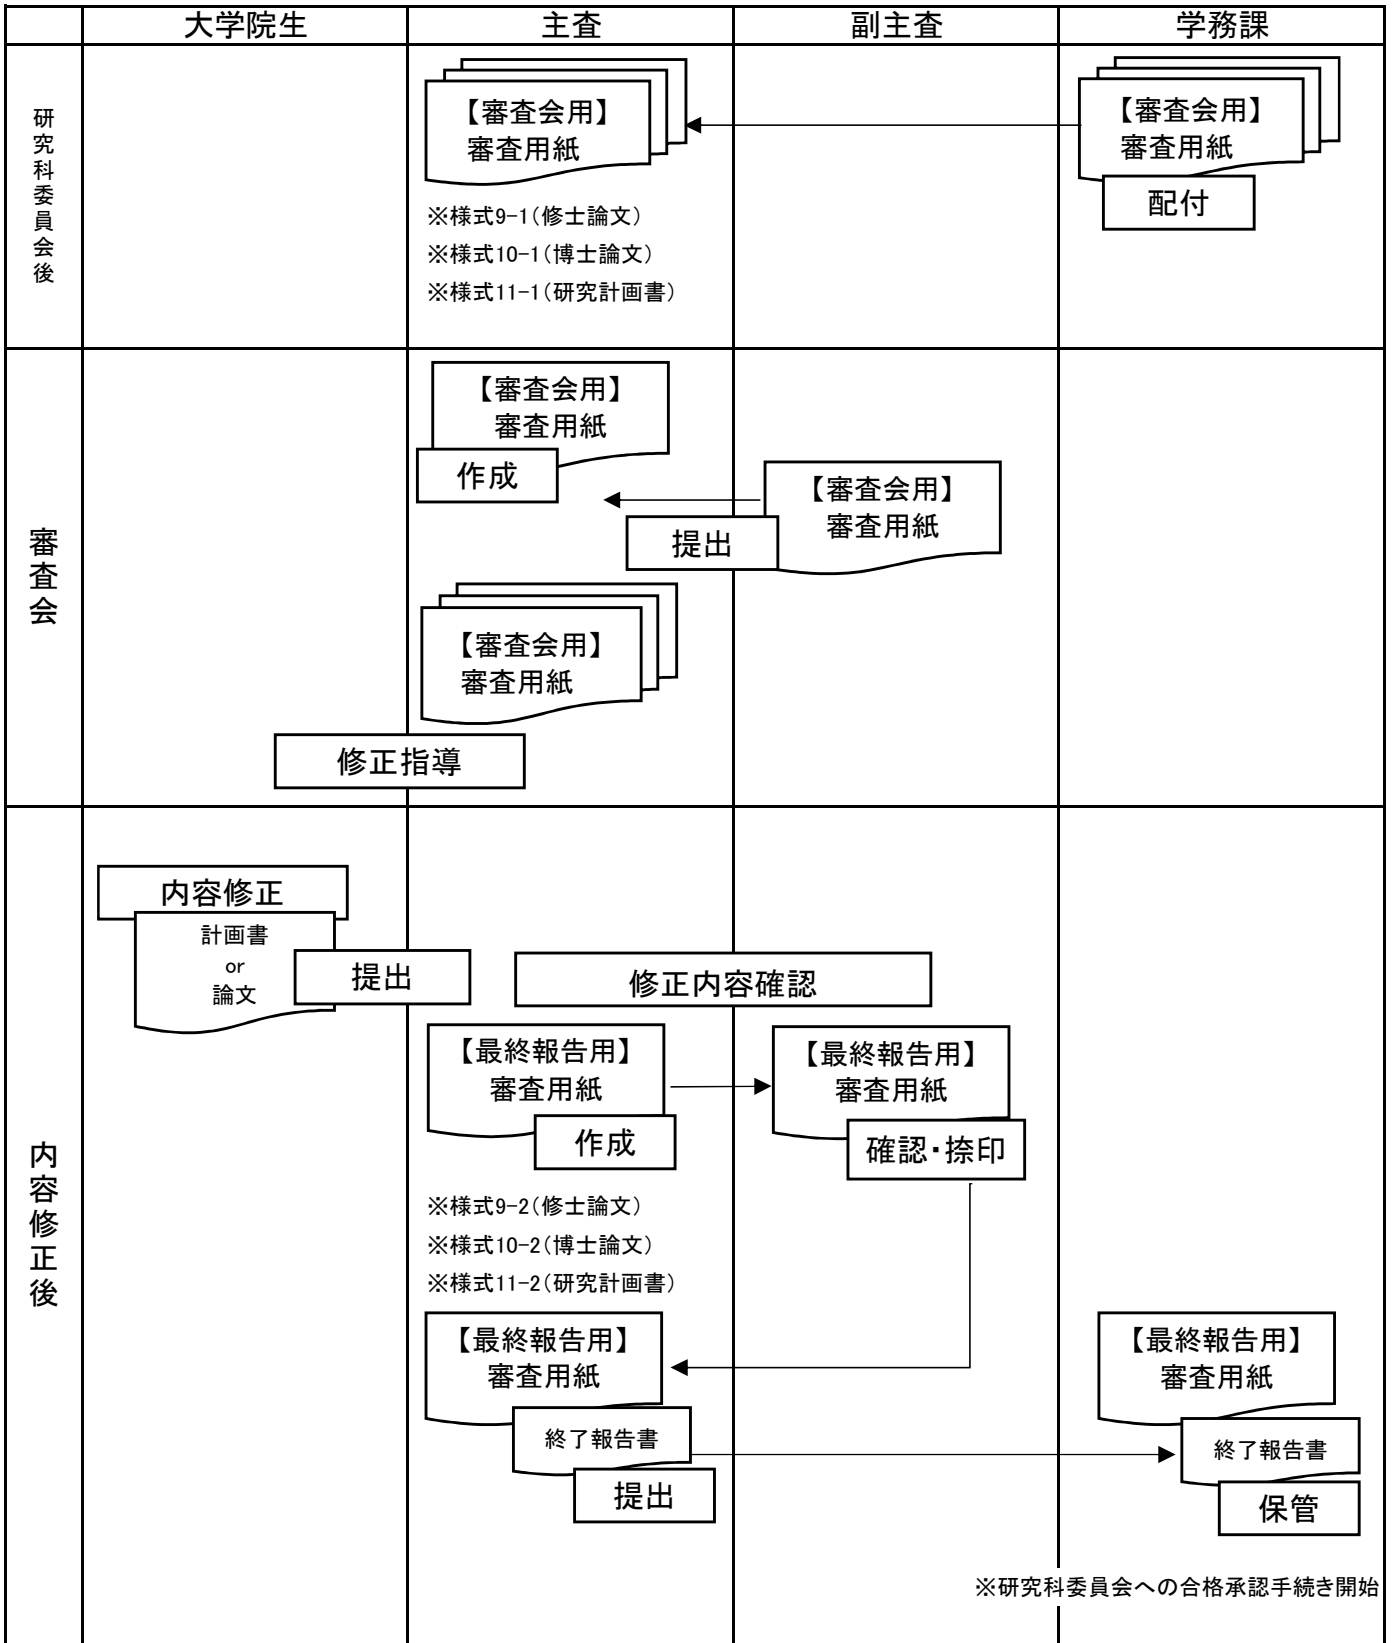 大学院生 主査 副主査 学務課
研究科委員会後
【審査会用】
審査用紙
【審査会用】
審査用紙
配付
※様式9-1(修士論文)
※様式10-1(博士論文)
※様式11-1(研究計画書)
審査会
【審査会用】
審査用紙
作成
【審査会用】
審査用紙
提出
【審査会用】
審査用紙
修正指導
内容修正後
内容修正
計画書
or
論文
提出
修正内容確認
【最終報告用】
審査用紙
作成
【最終報告用】
審査用紙
確認・捺印
※様式9-2(修士論文)
※様式10-2(博士論文)
※様式11-2(研究計画書)
【最終報告用】
審査用紙
終了報告書
提出
【最終報告用】
審査用紙
終了報告書
保管
※研究科委員会への合格承認手続き開始